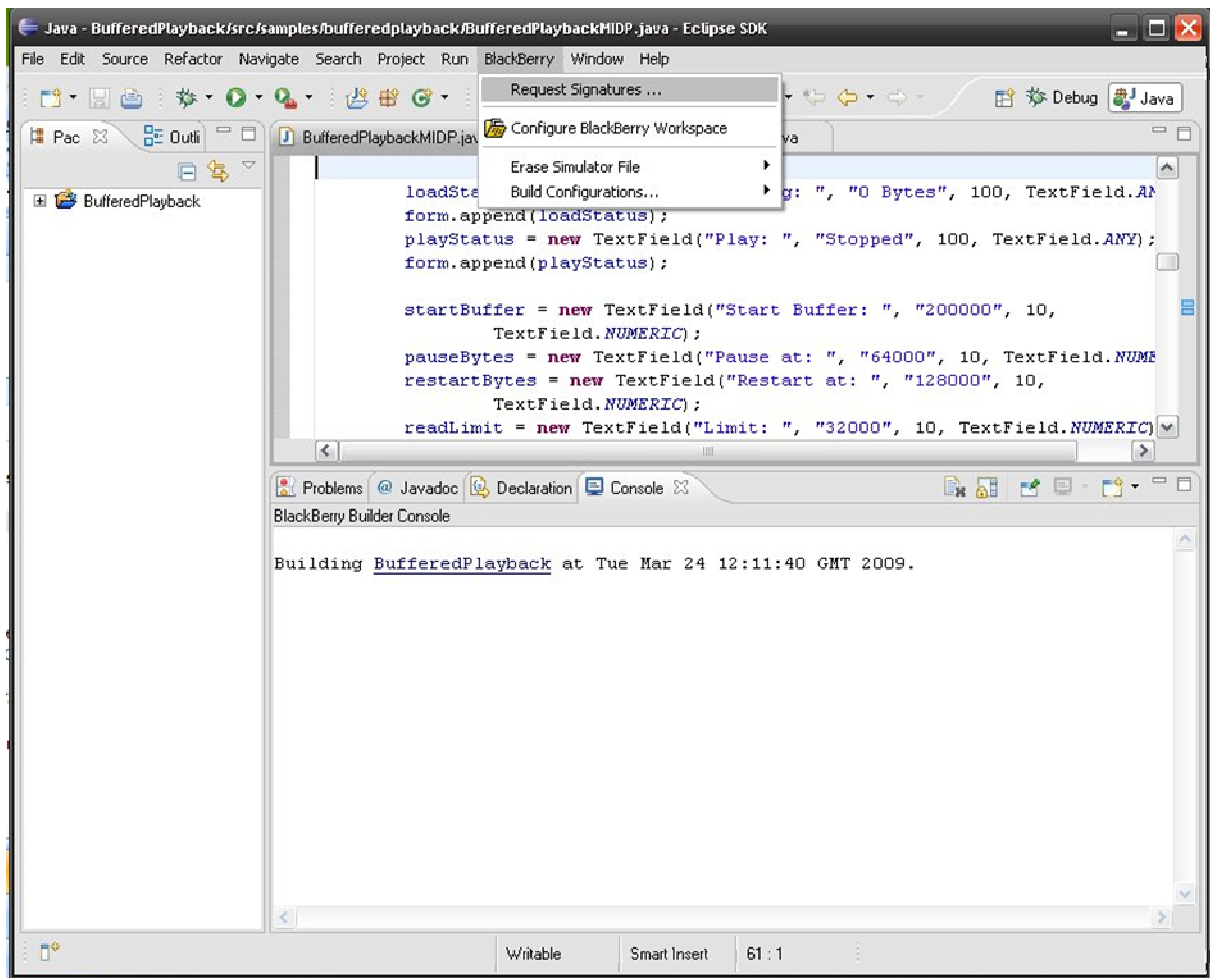 Java - BufferedPlayback/src/samples/bufferedplayback/BufferedPlaybackMIDP.java - Eclipse SDK
File Edit Source Refactor Navigate Search Project Run BlackBerry Window Help
Request Signatures ...
Configure BlackBerry Workspace
Erase Simulator File
Build Configurations...
Debug Java
Pac Outli
BufferedPlaybackMIDP.jav va
BufferedPlayback
loadSta g: ", "0 Bytes", 100, TextField.AN
form.append(loadStatus);
playStatus = new TextField("Play: ", "Stopped", 100, TextField.ANY);
form.append(playStatus);
startBuffer = new TextField("Start Buffer: ", "200000", 10,
TextField.NUMERIC);
pauseBytes = new TextField("Pause at: ", "64000", 10, TextField.NUME
restartBytes = new TextField("Restart at: ", "128000", 10,
TextField.NUMERIC);
readLimit = new TextField("Limit: ", "32000", 10, TextField.NUMERIC)
Problems @ Javadoc Declaration Console
BlackBerry Builder Console
Building BufferedPlayback at Tue Mar 24 12:11:40 GMT 2009.
Writable Smart Insert 61 : 1